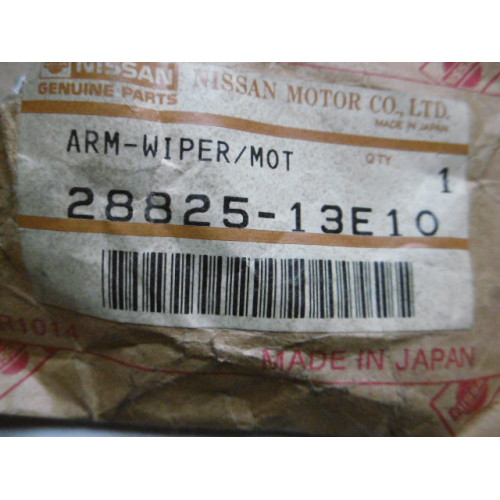 NISSAN
GENUINE PARTS
NISSAN MOTOR CO., LTD.
MADE IN JAPAN
ARM-WIPER/MOT
QTY
1
28825-13E10
R1014
MADE IN JAPAN